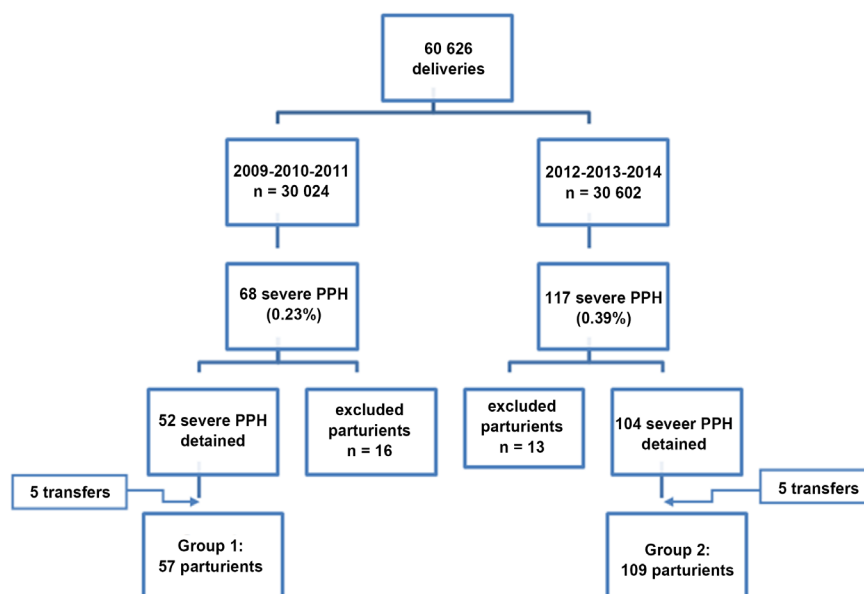 60 626
deliveries
2009-2010-2011
n = 30 024
2012-2013-2014
n = 30 602
68 severe PPH
(0.23%)
117 severe PPH
(0.39%)
52 severe PPH
detained
excluded
parturients
n = 16
excluded
parturients
n = 13
104 seveer PPH
detained
5 transfers
5 transfers
Group 1:
57 parturients
Group 2:
109 parturients